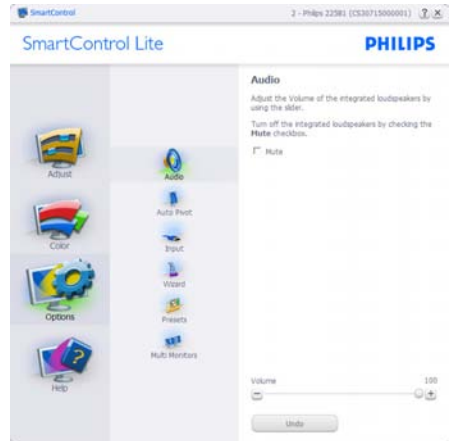 SmartControl
2 - Philips 225B1 (CS30715000001)
SmartControl Lite
PHILIPS
Adjust
Color
Options
Help
Audio
Auto Pivot
Input
Wizard
Presets
Multi Monitors
Audio
Adjust the Volume of the integrated loudspeakers by
using the slider.
Turn off the integrated loudspeakers by checking the
Mute checkbox.
Mute
Volume
100
Undo